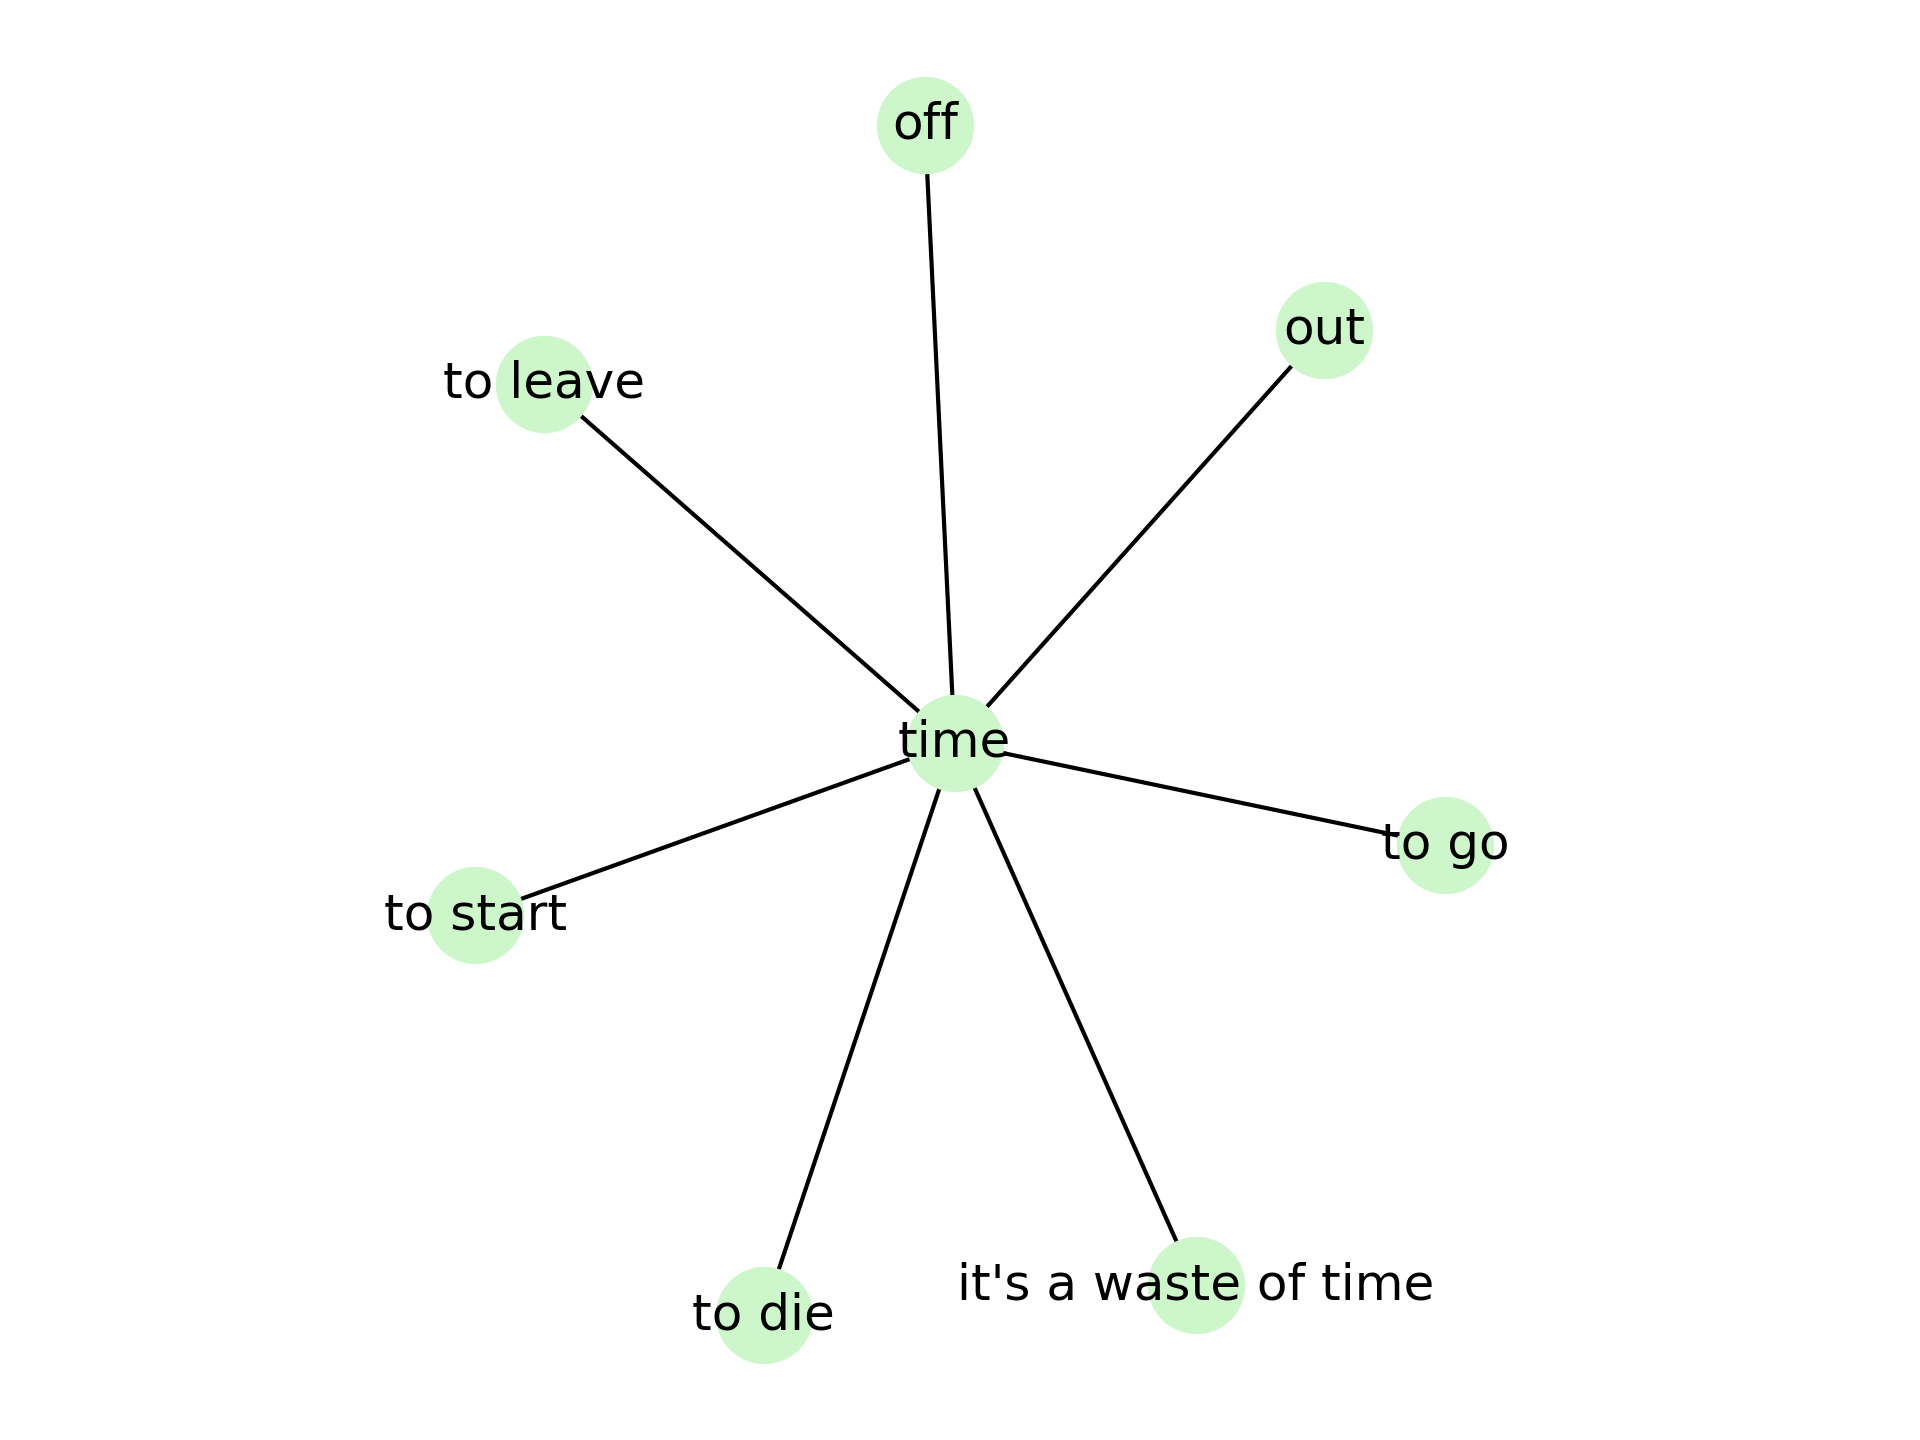 off
out
to leave
time
to go
to start
it's a waste of time
to die